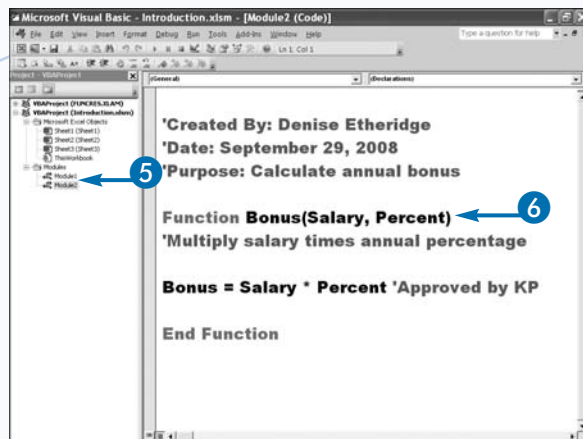 Microsoft Visual Basic - Introduction.xlsm - [Module2 (Code)]
File Edit View Insert Format Debug Run Tools Add-Ins Window Help
Type a question for help
Ln 1, Col 1
Project - VBAProject
(General)
(Declarations)
VBAProject (FUNCRES.XLAM)
VBAProject (Introduction.xlsm)
Microsoft Excel Objects
Sheet1 (Sheet1)
Sheet2 (Sheet2)
Sheet3 (Sheet3)
ThisWorkbook
Modules
Module1
Module2
5
'Created By: Denise Etheridge
'Date: September 29, 2008
'Purpose: Calculate annual bonus
Function Bonus(Salary, Percent)
6
'Multiply salary times annual percentage
Bonus = Salary * Percent 'Approved by KP
End Function